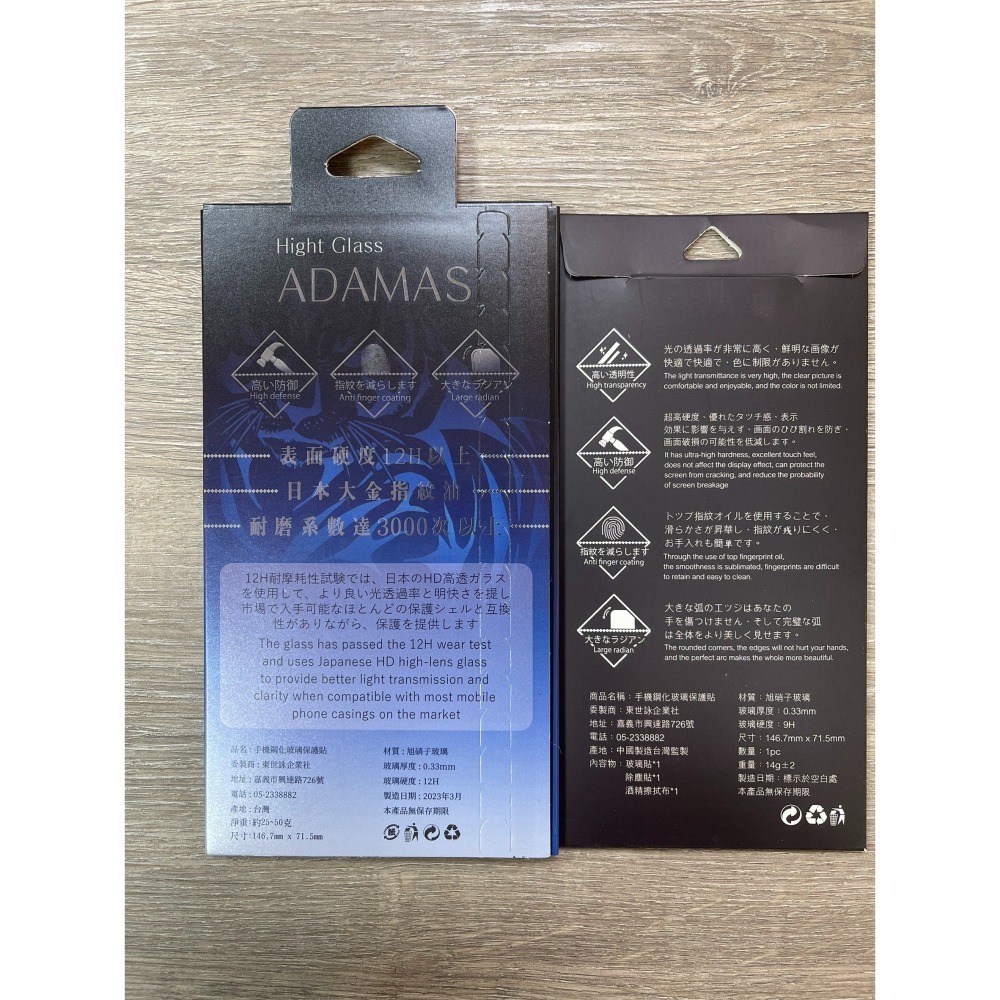 Hight Glass
ADAMAS
高い防御
High defense
指紋を減らします
Anti finger coating
大きなラジアン
Large radian
表面硬度12H以上
日本大金指紋油
耐磨系數達3000次以上
12H耐摩耗性試験では、日本のHD高透ガラス
を使用して、より良い光透過率と明快さを提し
市場で入手可能なほとんどの保護シェルと互換
性がありながら、保護を提供します
The glass has passed the 12H wear test
and uses Japanese HD high-lens glass
to provide better light transmission and
clarity when compatible with most mobile
phone casings on the market
品名:手機鋼化玻璃保護貼
委製商:東世詠企業社
地址:嘉義市興達路726號
電話:05-2338882
產地:台灣
淨重:約25~50克
尺寸:146.7mm x 71.5mm
材質:旭硝子玻璃
玻璃厚度:0.33mm
玻璃硬度:12H
製造日期:2023年3月
本產品無保存期限
高い透明性
High transparency
光の透過率が非常に高く、鮮明な画像が
快適で快適で、色に制限がありません。
The light transmittance is very high, the clear picture is
comfortable and enjoyable, and the color is not limited.
高い防御
High defense
超高硬度、優れたタツチ感、表示
効果に影響を与えず、画面のひび割れを防ぎ、
画面破損の可能性を低減します。
It has ultra-high hardness, excellent touch feel,
does not affect the display effect, can protect the
screen from cracking, and reduce the probability
of screen breakage
指紋を減らします
Anti finger coating
トツプ指紋オイルを使用することで、
滑らかさが昇華し、指紋が残りにくく、
お手入れも簡単です。
Through the use of top fingerprint oil,
the smoothness is sublimated, fingerprints are difficult
to retain and easy to clean.
大きなラジアン
Large radian
大きな弧のエツジはあなたの
手を傷つけません、そして完璧な弧
は全体をより美しく見せます。
The rounded corners, the edges will not hurt your hands,
and the perfect arc makes the whole more beautiful.
商品名稱:手機鋼化玻璃保護貼
委製商:東世詠企業社
地址:嘉義市興達路726號
電話:05-2338882
產地:中國製造台灣監製
內容物:玻璃貼*1
除塵貼*1
酒精擦拭布*1
材質:旭硝子玻璃
玻璃厚度:0.33mm
玻璃硬度:9H
尺寸:146.7mm x 71.5mm
數量:1pc
重量:14g±2
製造日期:標示於空白處
本產品無保存期限